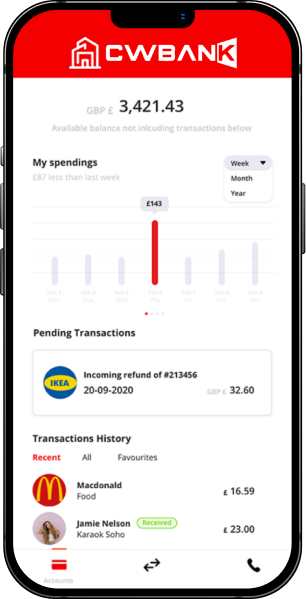 CWBANK
GBP £ 3,421.43
Available balance not inlcuding transactions below
My spendings
Week
£87 less than last week
Month
Year
£143
Pending Transactions
Incoming refund of #213456
IKEA
20-09-2020
GBP £ 32.60
Transactions History
Recent All Favourites
Macdonald
£ 16.59
Food
Jamie Nelson Received
£ 23.00
Karaok Soho
Accounts